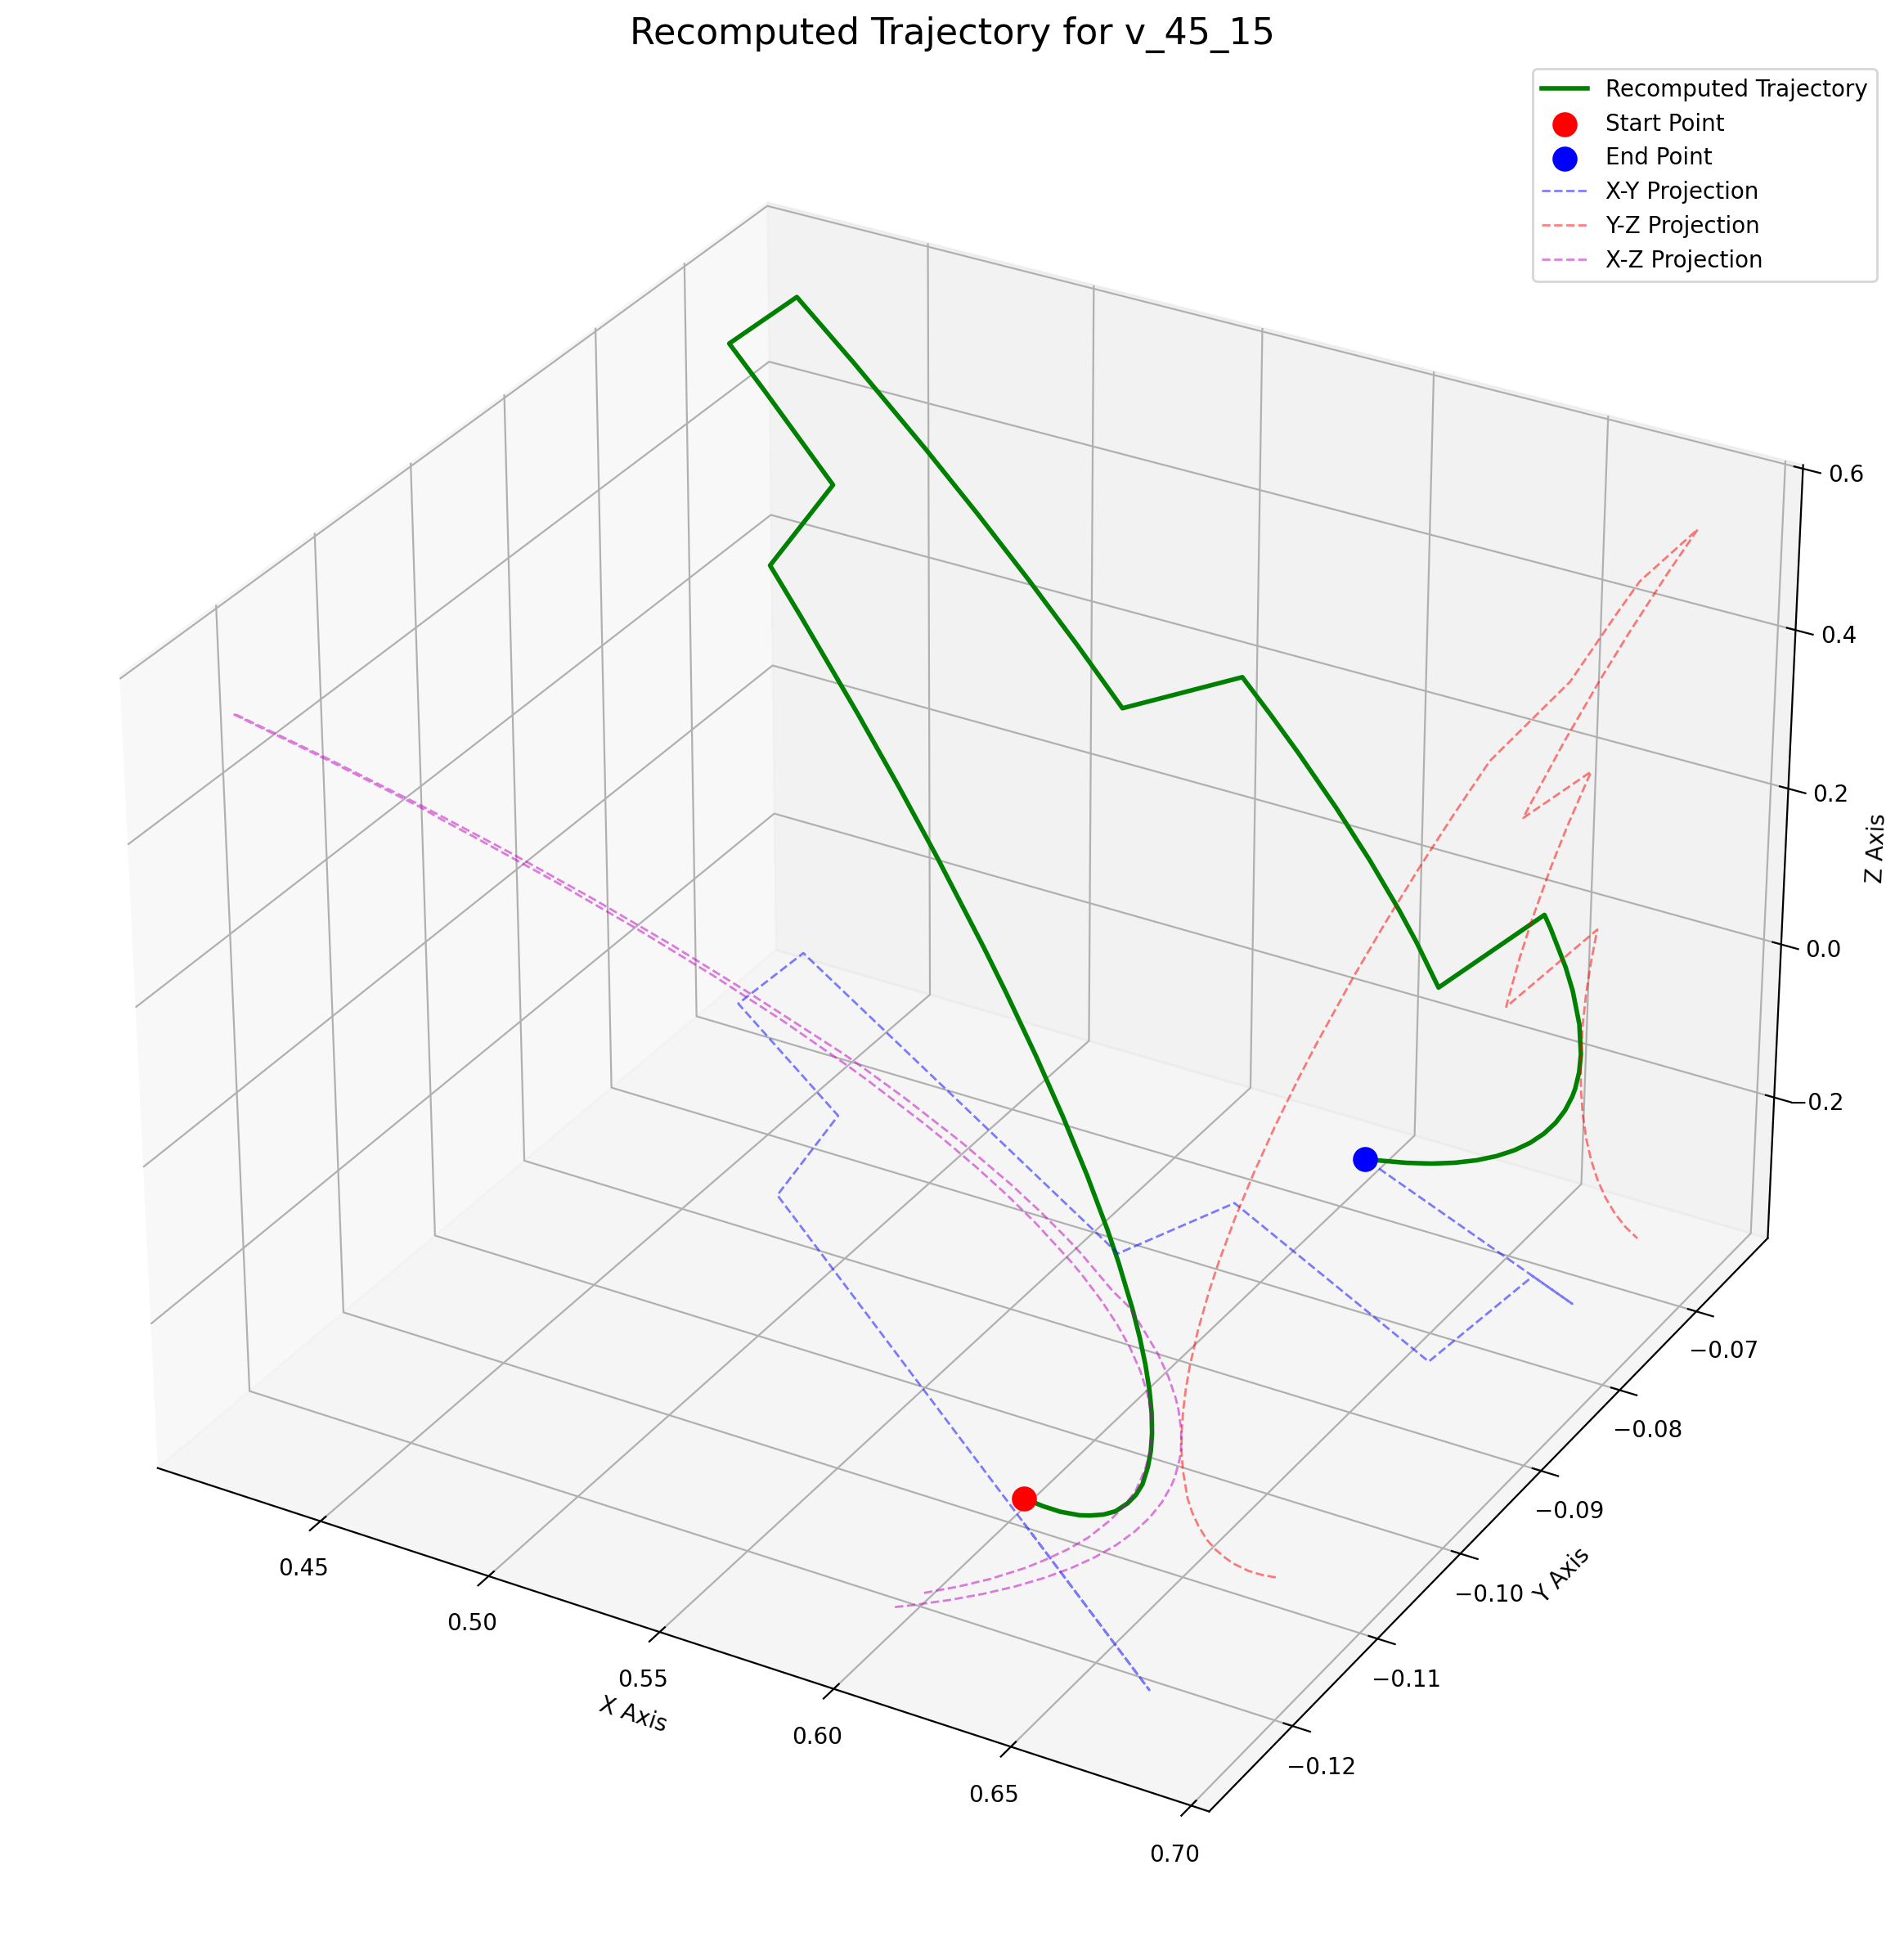 Recomputed Trajectory for v_45_15
Recomputed Trajectory
Start Point
End Point
X-Y Projection
Y-Z Projection
X-Z Projection
0.6
0.4
0.2
0.0
−0.2
Z Axis
−0.07
−0.08
−0.09
−0.10
−0.11
−0.12
Y Axis
0.45
0.50
0.55
0.60
0.65
0.70
X Axis